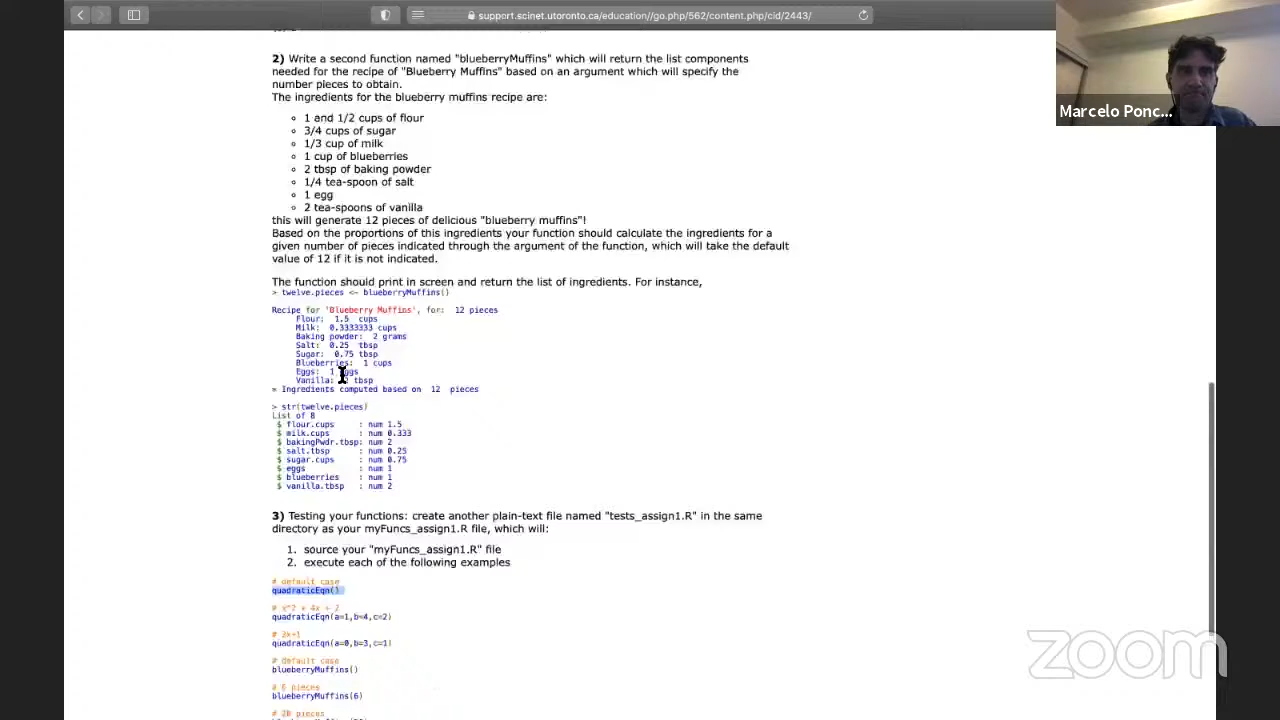 support.scinet.utoronto.ca/education//go.php/562/content.php/cid/2443/
Marcelo Ponc...
2) Write a second function named "blueberryMuffins" which will return the list components
needed for the recipe of "Blueberry Muffins" based on an argument which will specify the
number pieces to obtain.
The ingredients for the blueberry muffins recipe are:
1 and 1/2 cups of flour
3/4 cups of sugar
1/3 cup of milk
1 cup of blueberries
2 tbsp of baking powder
1/4 tea-spoon of salt
1 egg
2 tea-spoons of vanilla
this will generate 12 pieces of delicious "blueberry muffins"!
Based on the proportions of this ingredients your function should calculate the ingredients for a
given number of pieces indicated through the argument of the function, which will take the default
value of 12 if it is not indicated.
The function should print in screen and return the list of ingredients. For instance,
> twelve.pieces <- blueberryMuffins()
Recipe for 'Blueberry Muffins', for: 12 pieces
Flour: 1.5 cups
Milk: 0.3333333 cups
Baking powder: 2 grams
Salt: 0.25 tbsp
Sugar: 0.75 tbsp
Blueberries: 1 cups
Eggs: 1 eggs
Vanilla: tbsp
* Ingredients computed based on 12 pieces
> str(twelve.pieces)
List of 8
$ flour.cups : num 1.5
$ milk.cups : num 0.333
$ bakingPwdr.tbsp: num 2
$ salt.tbsp : num 0.25
$ sugar.cups : num 0.75
$ eggs : num 1
$ blueberries : num 1
$ vanilla.tbsp : num 2
3) Testing your functions: create another plain-text file named "tests_assign1.R" in the same
directory as your myFuncs_assign1.R file, which will:
1. source your "myFuncs_assign1.R" file
2. execute each of the following examples
# default case
quadraticEqn()
# x^2 + 4x + 2
quadraticEqn(a=1,b=4,c=2)
# 3x+1
quadraticEqn(a=0,b=3,c=1)
# default case
blueberryMuffins()
# 6 pieces
blueberryMuffins(6)
# 20 pieces
zoom